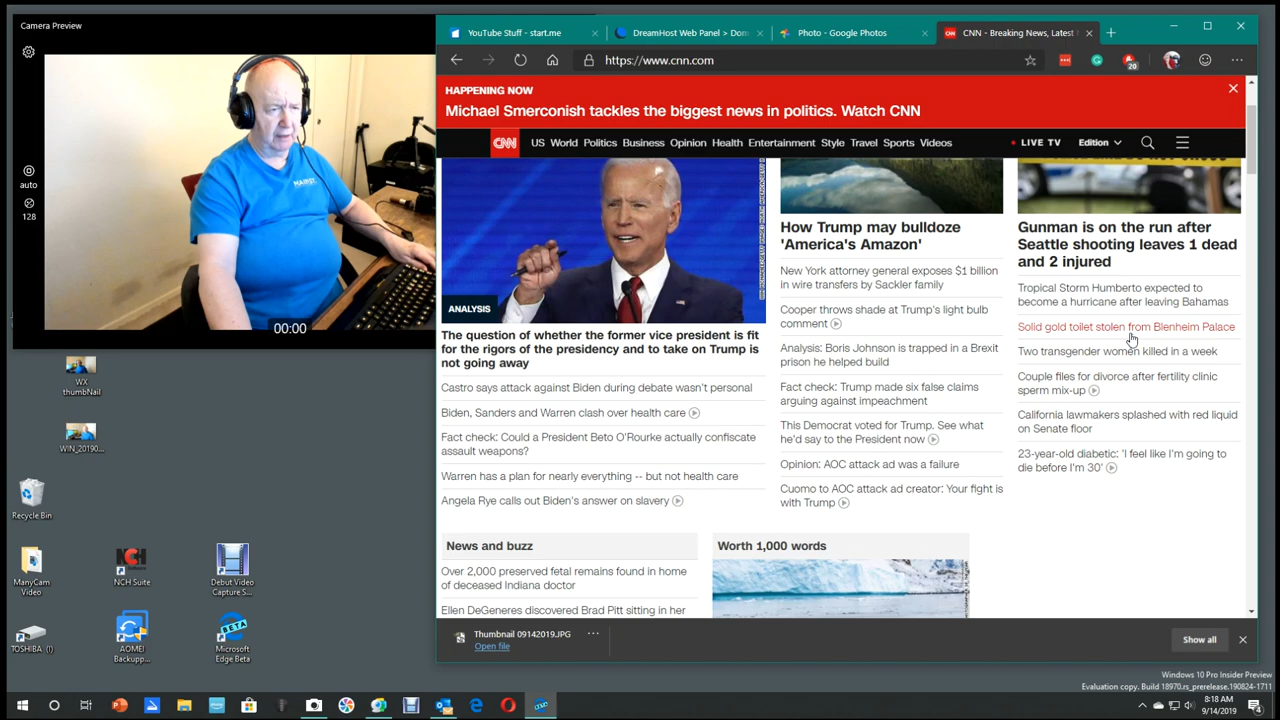 Camera Preview
auto
128
MAINST.
00:00
WX
thumbNail
WIN_20190...
Recycle Bin
ManyCam
Video
NCH
NCH Suite
Debut Video
Capture S...
TOSHIBA (I)
AOMEI
Backupp...
BETA
Microsoft
Edge Beta
YouTube Stuff - start.me
DreamHost Web Panel > Dom
Photo - Google Photos
CNN - Breaking News, Latest N
https://www.cnn.com
20
HAPPENING NOW
Michael Smerconish tackles the biggest news in politics. Watch CNN
CNN
US World Politics Business Opinion Health Entertainment Style Travel Sports Videos
LIVE TV
Edition
ANALYSIS
The question of whether the former vice president is fit
for the rigors of the presidency and to take on Trump is
not going away
Castro says attack against Biden during debate wasn't personal
Biden, Sanders and Warren clash over health care
Fact check: Could a President Beto O'Rourke actually confiscate
assault weapons?
Warren has a plan for nearly everything -- but not health care
Angela Rye calls out Biden's answer on slavery
How Trump may bulldoze
'America's Amazon'
New York attorney general exposes $1 billion
in wire transfers by Sackler family
Cooper throws shade at Trump's light bulb
comment
Analysis: Boris Johnson is trapped in a Brexit
prison he helped build
Fact check: Trump made six false claims
arguing against impeachment
This Democrat voted for Trump. See what
he'd say to the President now
Opinion: AOC attack ad was a failure
Cuomo to AOC attack ad creator: Your fight is
with Trump
Gunman is on the run after
Seattle shooting leaves 1 dead
and 2 injured
Tropical Storm Humberto expected to
become a hurricane after leaving Bahamas
Solid gold toilet stolen from Blenheim Palace
Two transgender women killed in a week
Couple files for divorce after fertility clinic
sperm mix-up
California lawmakers splashed with red liquid
on Senate floor
23-year-old diabetic: 'I feel like I'm going to
die before I'm 30'
News and buzz
Over 2,000 preserved fetal remains found in home
of deceased Indiana doctor
Ellen DeGeneres discovered Brad Pitt sitting in her
Worth 1,000 words
Thumbnail 09142019.JPG
Open file
Show all
Windows 10 Pro Insider Preview
Evaluation copy. Build 18970.rs_prerelease.190824-1711
8:18 AM
9/14/2019
4